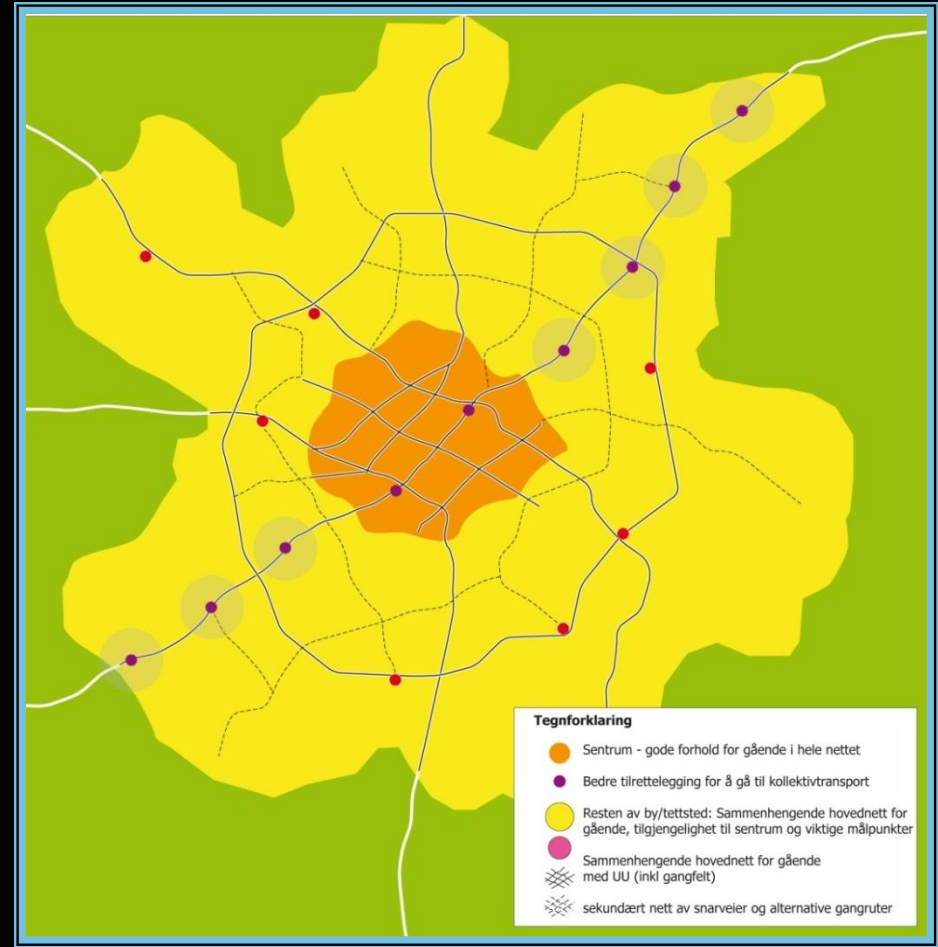 Tegnforklaring
Sentrum - gode forhold for gående i hele nettet
Bedre tilrettelegging for å gå til kollektivtransport
Resten av by/tettsted: Sammenhengende hovednett for
gående, tilgjengelighet til sentrum og viktige målpunkter
Sammenhengende hovednett for gående
med UU (inkl gangfelt)
sekundært nett av snarveier og alternative gangruter